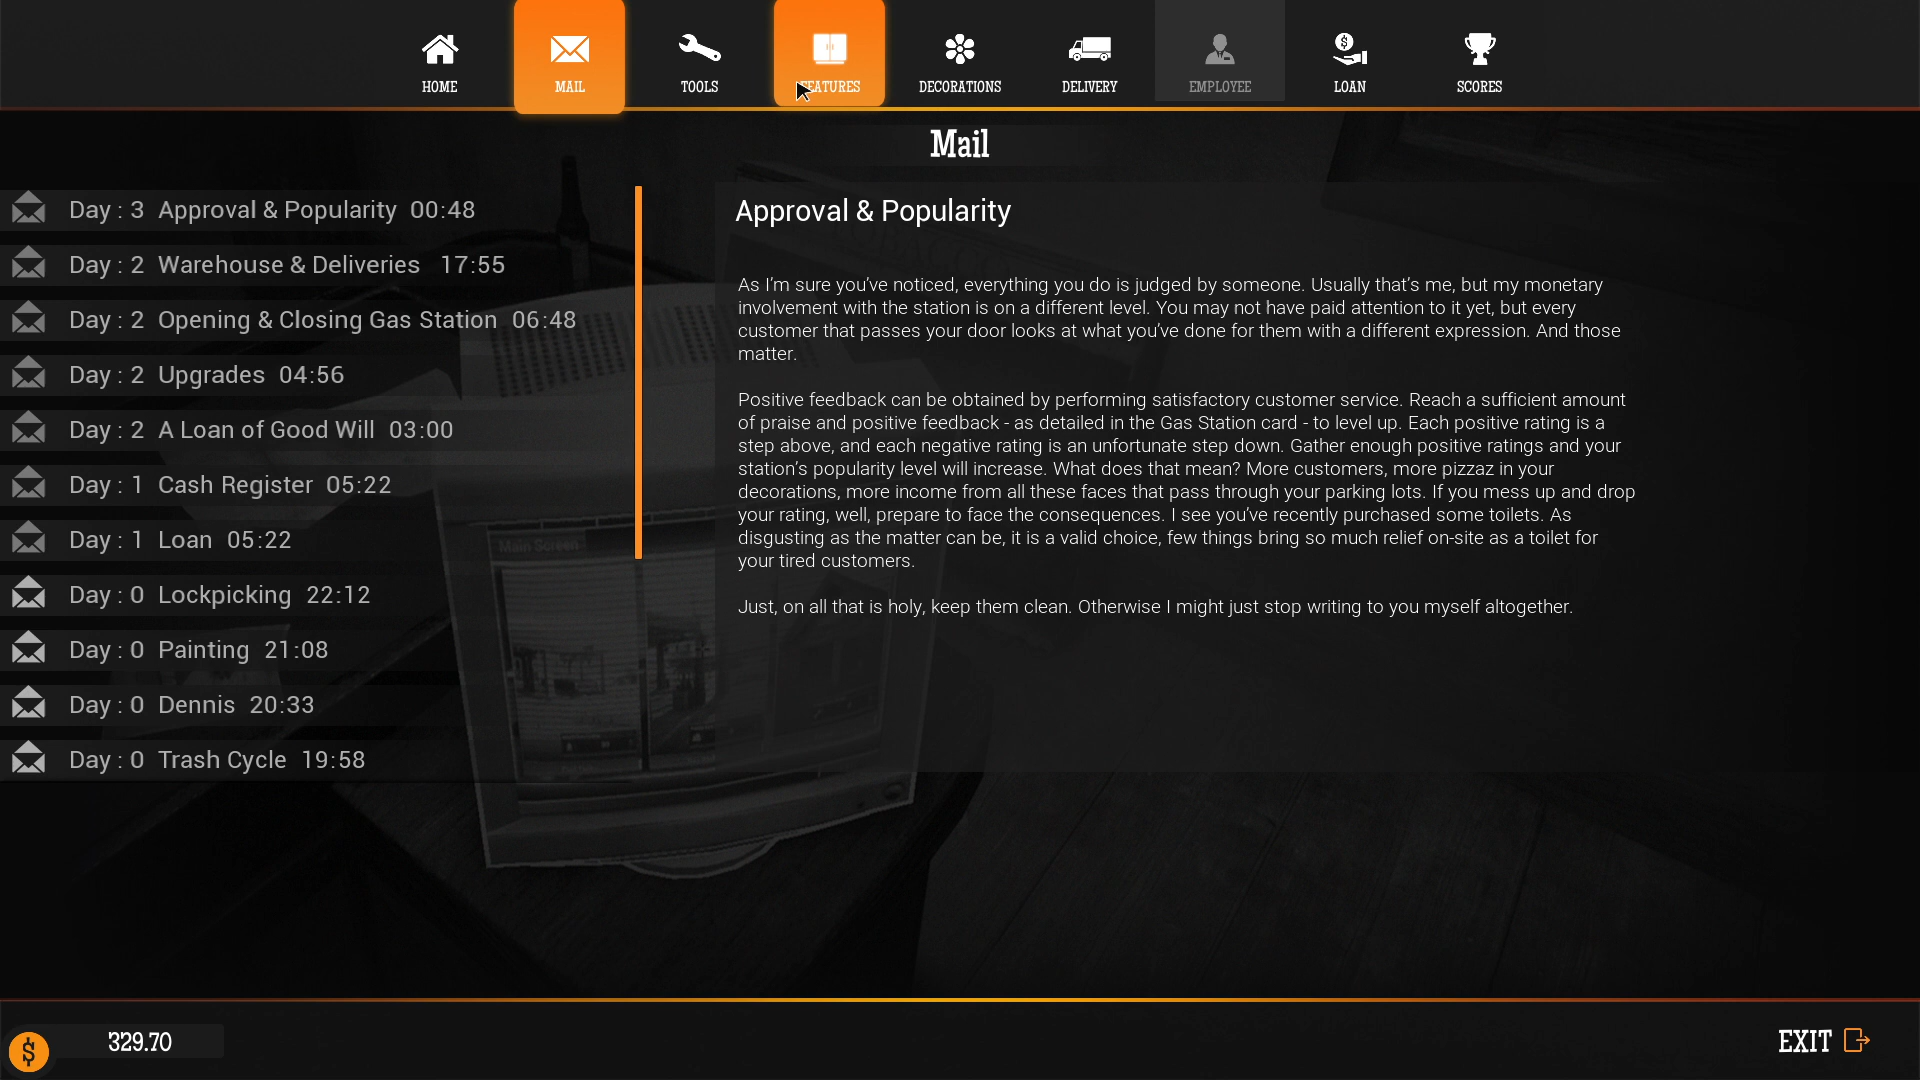 HOME
MAIL
TOOLS
FEATURES
DECORATIONS
DELIVERY
EMPLOYEE
LOAN
SCORES
Mail
Day : 3 Approval & Popularity 00:48
Day : 2 Warehouse & Deliveries 17:55
Day : 2 Opening & Closing Gas Station 06:48
Day : 2 Upgrades 04:56
Day : 2 A Loan of Good Will 03:00
Day : 1 Cash Register 05:22
Day : 1 Loan 05:22
Day : 0 Lockpicking 22:12
Day : 0 Painting 21:08
Day : 0 Dennis 20:33
Day : 0 Trash Cycle 19:58
Main Screen
Approval & Popularity
As I'm sure you've noticed, everything you do is judged by someone. Usually that's me, but my monetary
involvement with the station is on a different level. You may not have paid attention to it yet, but every
customer that passes your door looks at what you've done for them with a different expression. And those
matter.
Positive feedback can be obtained by performing satisfactory customer service. Reach a sufficient amount
of praise and positive feedback - as detailed in the Gas Station card - to level up. Each positive rating is a
step above, and each negative rating is an unfortunate step down. Gather enough positive ratings and your
station's popularity level will increase. What does that mean? More customers, more pizzaz in your
decorations, more income from all these faces that pass through your parking lots. If you mess up and drop
your rating, well, prepare to face the consequences. I see you've recently purchased some toilets. As
disgusting as the matter can be, it is a valid choice, few things bring so much relief on-site as a toilet for
your tired customers.
Just, on all that is holy, keep them clean. Otherwise I might just stop writing to you myself altogether.
329.70
EXIT